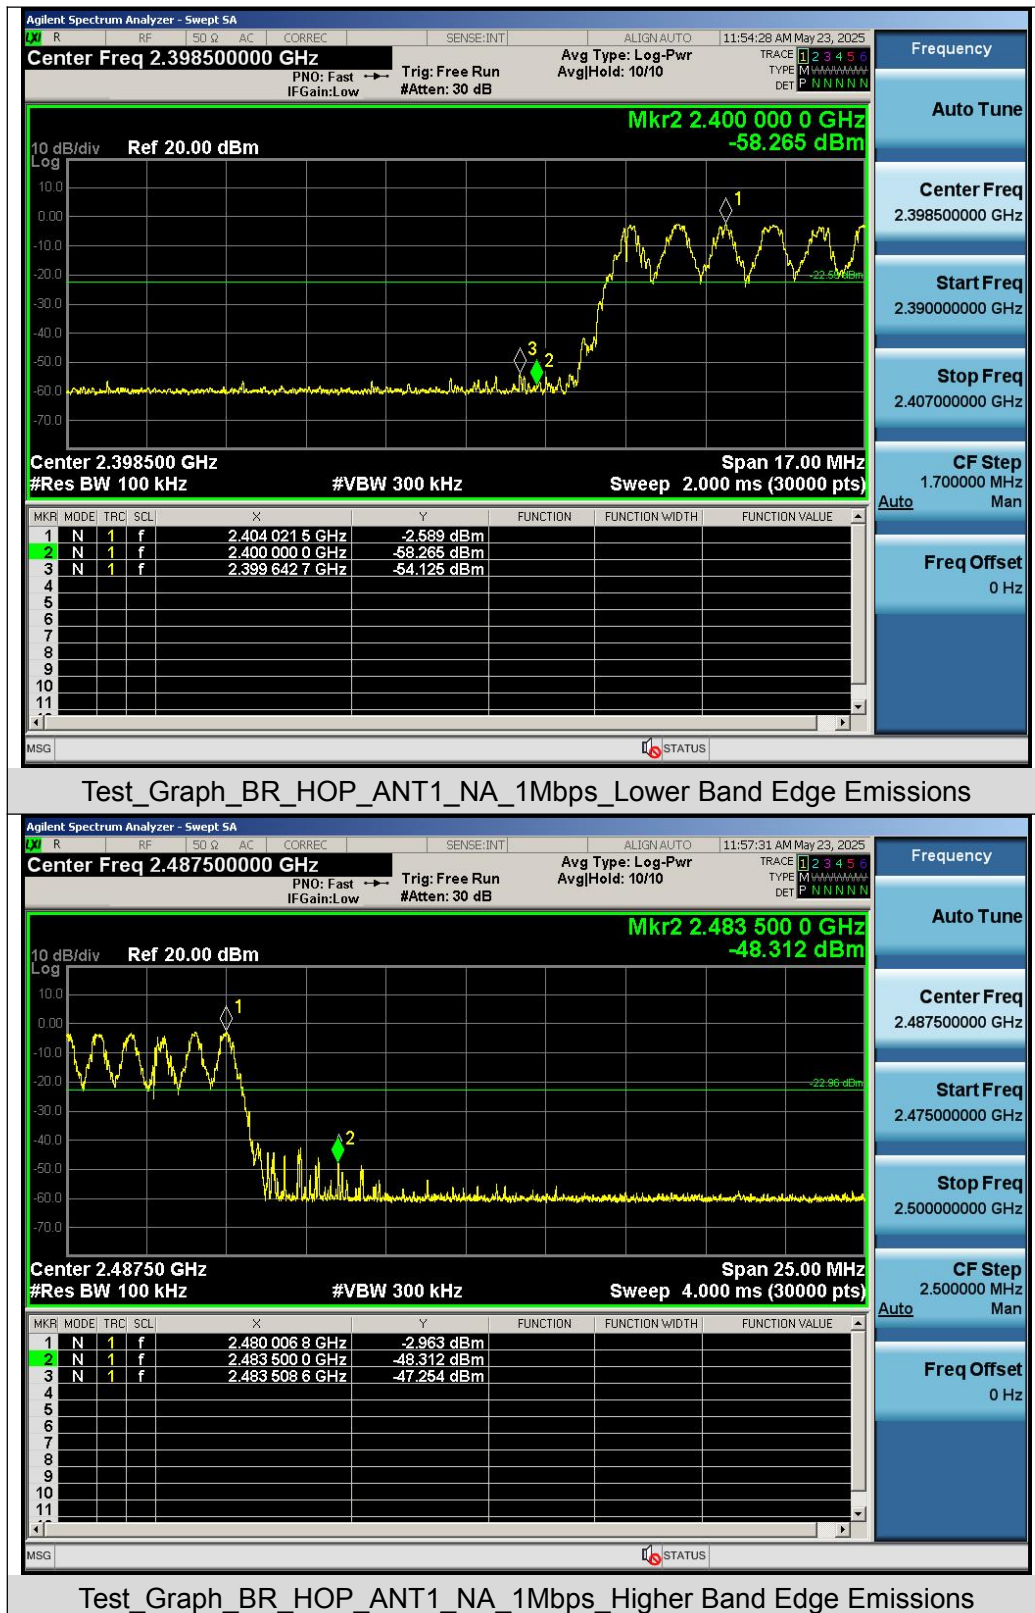 Agilent Spectrum Analyzer - Swept SA
LXI R RF 50 Ω AC CORREC SENSE:INT ALIGN AUTO 11:54:28 AM May 23, 2025
Center Freq 2.398500000 GHz
PNO: Fast
IFGain:Low
Trig: Free Run
#Atten: 30 dB
Avg Type: Log-Pwr
Avg|Hold: 10/10
TRACE 1 2 3 4 5 6
TYPE M
DET P N N N N N
Mkr2 2.400 000 0 GHz
-58.265 dBm
10 dB/div Ref 20.00 dBm
Log
10.0
0.00
-10.0
-20.0
-30.0
-40.0
-50.0
-60.0
-70.0
1
3
2
Center 2.398500 GHz Span 17.00 MHz
#Res BW 100 kHz #VBW 300 kHz Sweep 2.000 ms (30000 pts)
MKR MODE TRC SCL X Y FUNCTION FUNCTION WIDTH FUNCTION VALUE
1 N 1 f 2.404 021 5 GHz -2.589 dBm
2 N 1 f 2.400 000 0 GHz -58.265 dBm
3 N 1 f 2.399 642 7 GHz -54.125 dBm
4
5
6
7
8
9
10
11
MSG STATUS
Frequency
Auto Tune
Center Freq
2.398500000 GHz
Start Freq
2.390000000 GHz
Stop Freq
2.407000000 GHz
CF Step
1.700000 MHz
Auto Man
Freq Offset
0 Hz
Test_Graph_BR_HOP_ANT1_NA_1Mbps_Lower Band Edge Emissions
Agilent Spectrum Analyzer - Swept SA
LXI R RF 50 Ω AC CORREC SENSE:INT ALIGN AUTO 11:57:31 AM May 23, 2025
Center Freq 2.487500000 GHz
PNO: Fast
IFGain:Low
Trig: Free Run
#Atten: 30 dB
Avg Type: Log-Pwr
Avg|Hold: 10/10
TRACE 1 2 3 4 5 6
TYPE M
DET P N N N N N
Mkr2 2.483 500 0 GHz
-48.312 dBm
10 dB/div Ref 20.00 dBm
Log
10.0
0.00
-10.0
-20.0
-30.0
-40.0
-50.0
-60.0
-70.0
1
-22.96 dBm
2
Center 2.48750 GHz Span 25.00 MHz
#Res BW 100 kHz #VBW 300 kHz Sweep 4.000 ms (30000 pts)
MKR MODE TRC SCL X Y FUNCTION FUNCTION WIDTH FUNCTION VALUE
1 N 1 f 2.480 006 8 GHz -2.963 dBm
2 N 1 f 2.483 500 0 GHz -48.312 dBm
3 N 1 f 2.483 508 6 GHz -47.254 dBm
4
5
6
7
8
9
10
11
MSG STATUS
Frequency
Auto Tune
Center Freq
2.487500000 GHz
Start Freq
2.475000000 GHz
Stop Freq
2.500000000 GHz
CF Step
2.500000 MHz
Auto Man
Freq Offset
0 Hz
Test_Graph_BR_HOP_ANT1_NA_1Mbps_Higher Band Edge Emissions